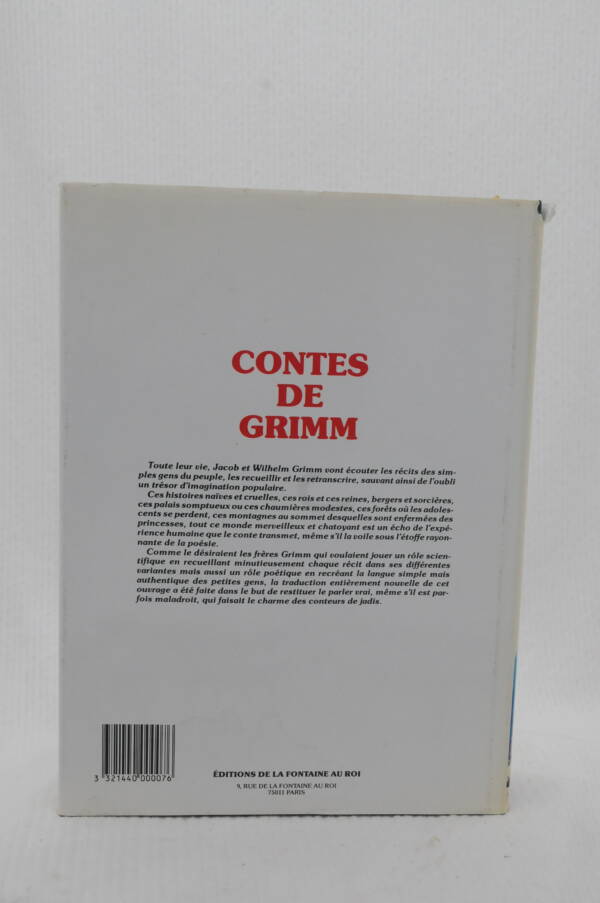 CONTES
DE
GRIMM
Toute leur vie, Jacob et Wilhelm Grimm vont écouter les récits des sim-
ples gens du peuple, les recueillir et les retranscrire, sauvant ainsi de l'oubli
un trésor d'imagination populaire.
Ces histoires naïves et cruelles, ces rois et ces reines, bergers et sorcières,
ces palais somptueux ou ces chaumières modestes, ces forêts où les adoles-
cents se perdent, ces montagnes au sommet desquelles sont enfermées des
princesses, tout ce monde merveilleux et chatoyant est un écho de l'expé-
rience humaine que le conte transmet, même s'il la voile sous l'étoffe rayon-
nante de la poésie.
Comme le désiraient les frères Grimm qui voulaient jouer un rôle scien-
tifique en recueillant minutieusement chaque récit dans ses différentes
variantes mais aussi un rôle poétique en recréant la langue simple mais
authentique des petites gens, la traduction entièrement nouvelle de cet
ouvrage a été faite dans le but de restituer le parler vrai, même s'il est par-
fois maladroit, qui faisait le charme des conteurs de jadis.
3 321440 000076
ÉDITIONS DE LA FONTAINE AU ROI
9, RUE DE LA FONTAINE AU ROI
75011 PARIS